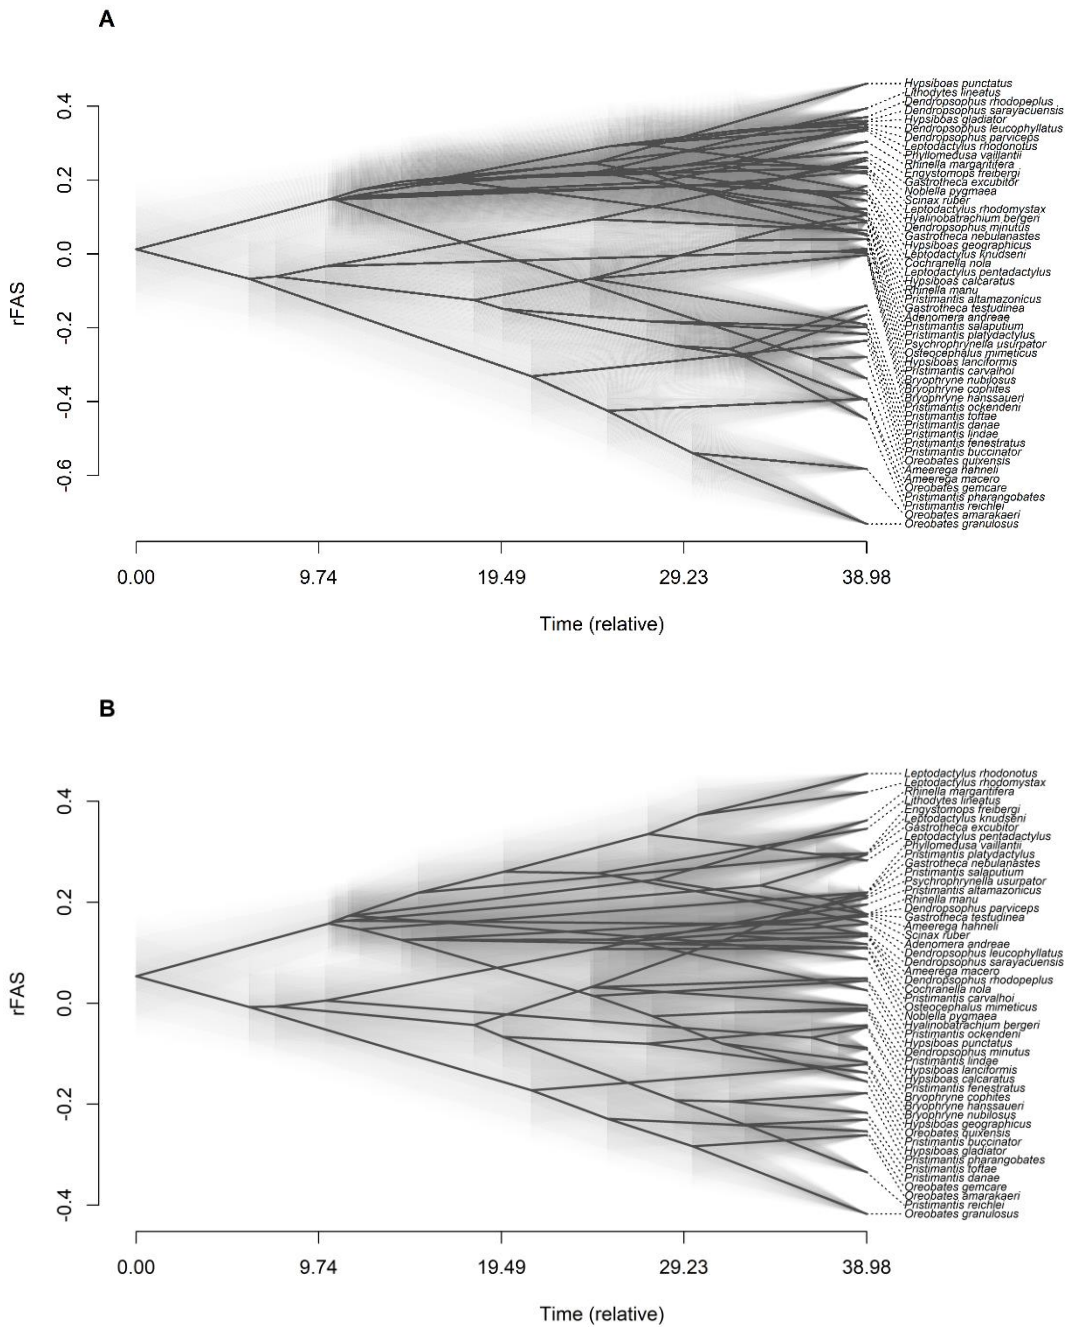 A
Hypsiboas punctatus
Lithodytes lineatus
Dendropsophus rhodopeplus
Dendropsophus sarayacuensis
Hypsiboas gladiator
Dendropsophus leucophyllatus
Dendropsophus parviceps
Leptodactylus rhodonotus
Phyllomedusa vaillantii
Rhinella margaritifera
Engystomops freibergi
Gastrotheca excubitor
Noblella pygmaea
Scinax ruber
Leptodactylus rhodomystax
Hyalinobatrachium bergeri
Dendropsophus minutus
Gastrotheca nebulanastes
Hypsiboas geographicus
Leptodactylus knudseni
Cochranella nola
Leptodactylus pentadactylus
Hypsiboas calcaratus
Rhinella manu
Pristimantis altamazonicus
Gastrotheca testudinea
Adenomera andreae
Pristimantis salaputium
Pristimantis platydactylus
Psychrophrynella usurpator
Osteocephalus mimeticus
Hypsiboas lanciformis
Pristimantis carvalhoi
Bryophryne nubilosus
Bryophryne cophites
Bryophryne hanssaueri
Pristimantis ockendeni
Pristimantis toftae
Pristimantis danae
Pristimantis lindae
Pristimantis fenestratus
Pristimantis buccinator
Oreobates quixensis
Ameerega hahneli
Ameerega macero
Oreobates gemcare
Pristimantis pharangobates
Pristimantis reichlei
Oreobates amarakaeri
Oreobates granulosus
0.4
0.2
0.0
-0.2
-0.4
-0.6
rFAS
0.00 9.74 19.49 29.23 38.98
Time (relative)
B
Leptodactylus rhodonotus
Leptodactylus rhodomystax
Rhinella margaritifera
Lithodytes lineatus
Engystomops freibergi
Leptodactylus knudseni
Gastrotheca excubitor
Leptodactylus pentadactylus
Phyllomedusa vaillantii
Pristimantis platydactylus
Gastrotheca nebulanastes
Pristimantis salaputium
Psychrophrynella usurpator
Pristimantis altamazonicus
Rhinella manu
Dendropsophus parviceps
Gastrotheca testudinea
Ameerega hahneli
Scinax ruber
Adenomera andreae
Dendropsophus leucophyllatus
Dendropsophus sarayacuensis
Ameerega macero
Dendropsophus rhodopeplus
Cochranella nola
Pristimantis carvalhoi
Osteocephalus mimeticus
Noblella pygmaea
Hyalinobatrachium bergeri
Pristimantis ockendeni
Hypsiboas punctatus
Dendropsophus minutus
Pristimantis lindae
Hypsiboas lanciformis
Hypsiboas calcaratus
Pristimantis fenestratus
Bryophryne cophites
Bryophryne hanssaueri
Bryophryne nubilosus
Hypsiboas geographicus
Oreobates quixensis
Pristimantis buccinator
Hypsiboas gladiator
Pristimantis pharangobates
Pristimantis toftae
Pristimantis danae
Oreobates gemcare
Oreobates amarakaeri
Pristimantis reichlei
Oreobates granulosus
0.4
0.2
0.0
-0.2
-0.4
rFAS
0.00 9.74 19.49 29.23 38.98
Time (relative)